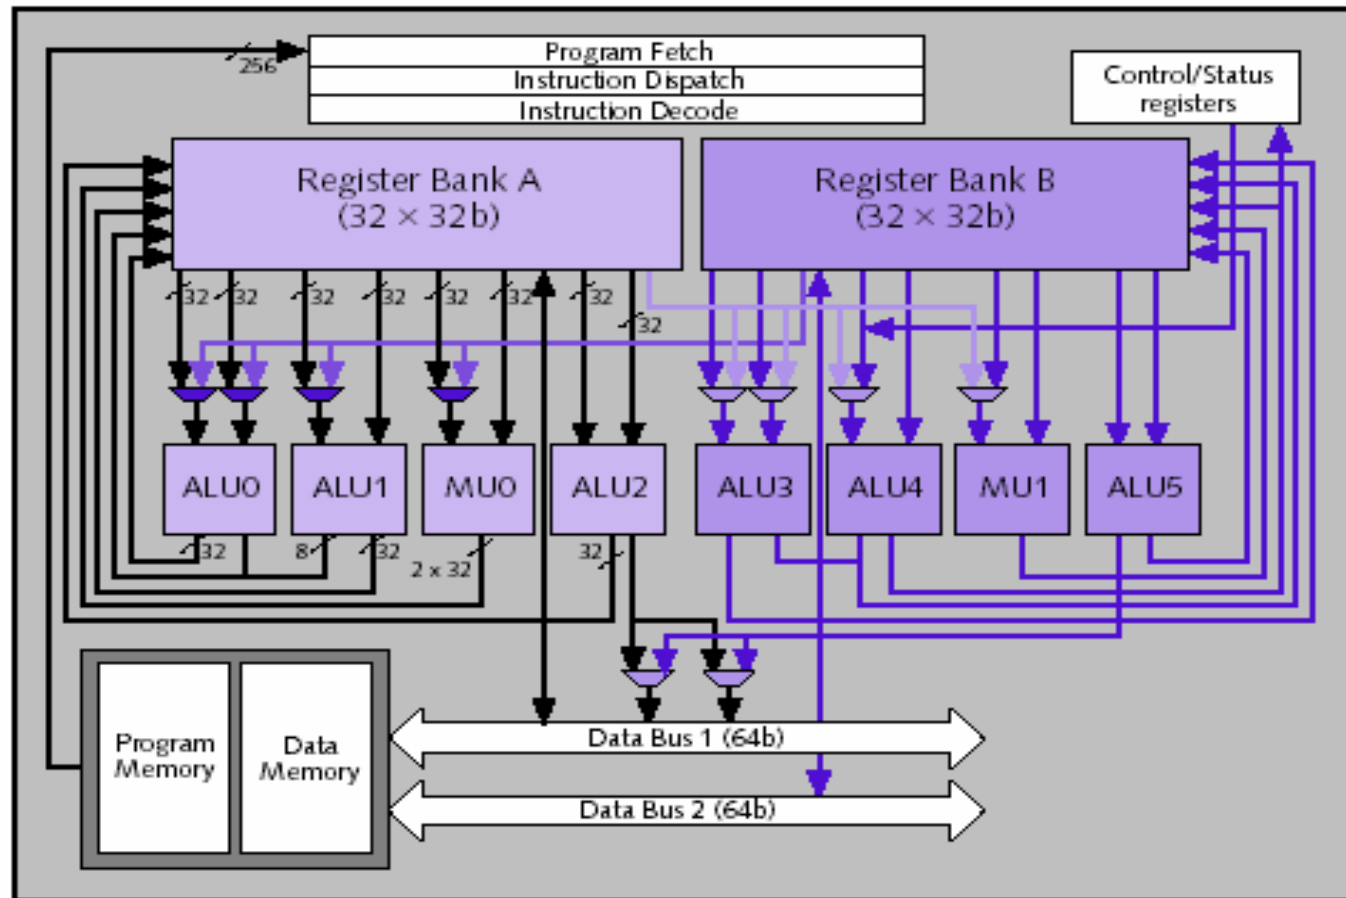 256
Program Fetch
Instruction Dispatch
Instruction Decode
Control/Status
registers
Register Bank A
(32 × 32b)
Register Bank B
(32 × 32b)
32
32
32
32
32
32
32
32
ALU0
ALU1
MU0
ALU2
ALU3
ALU4
MU1
ALU5
32
8
32
2 x 32
32
Program
Memory
Data
Memory
Data Bus 1 (64b)
Data Bus 2 (64b)